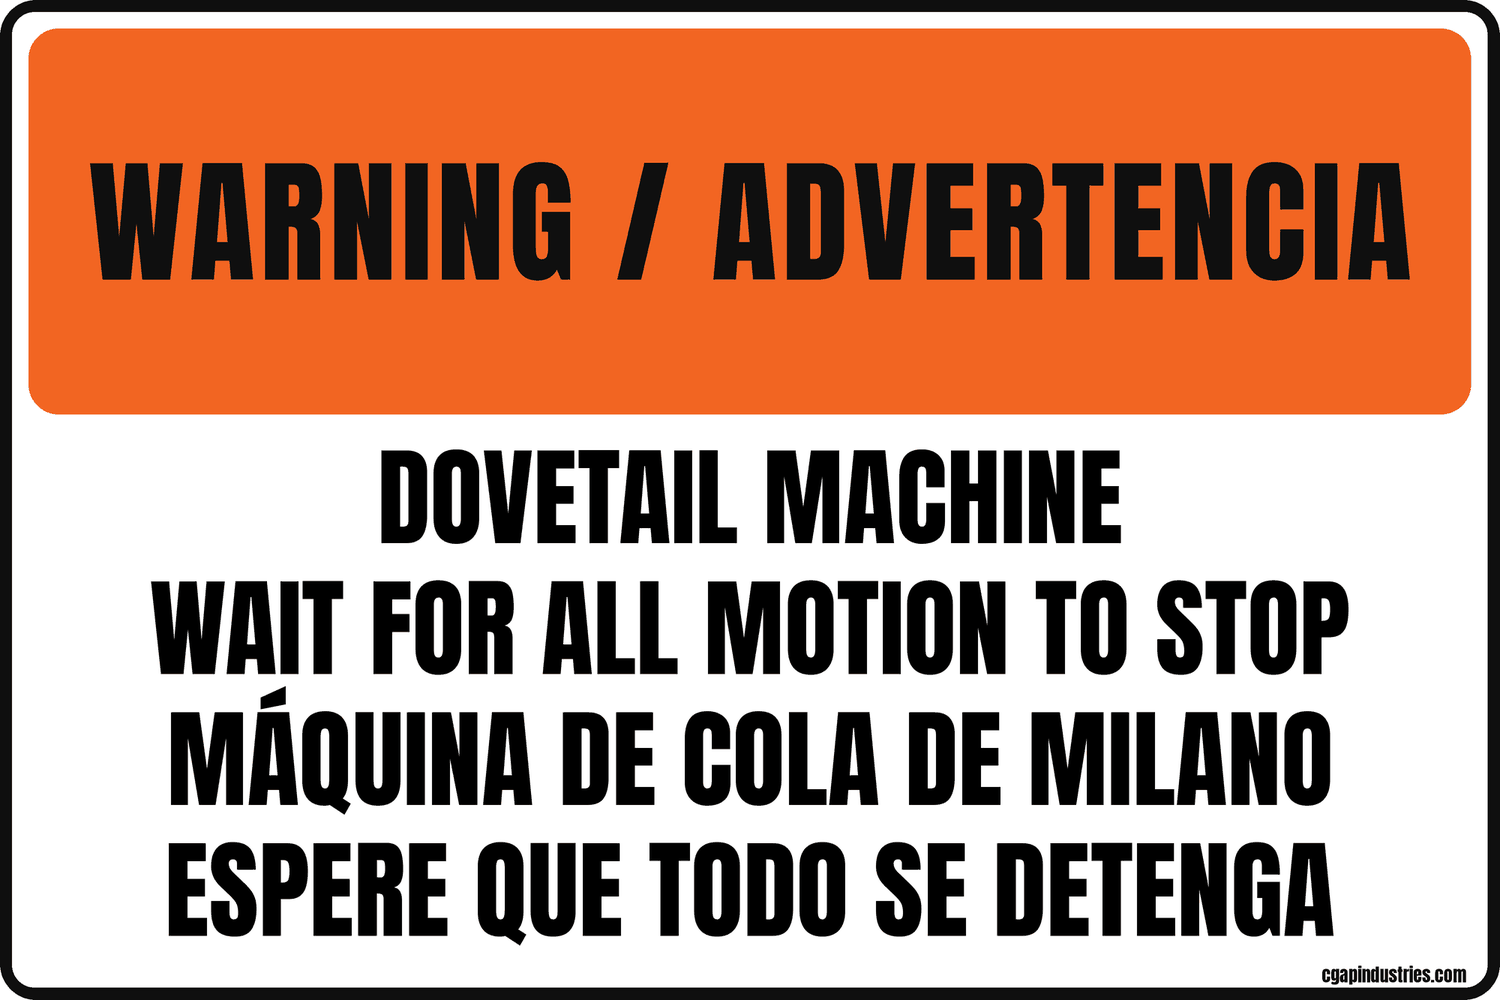 WARNING / ADVERTENCIA
DOVETAIL MACHINE
WAIT FOR ALL MOTION TO STOP
MÁQUINA DE COLA DE MILANO
ESPERE QUE TODO SE DETENGA
cgapindustries.com